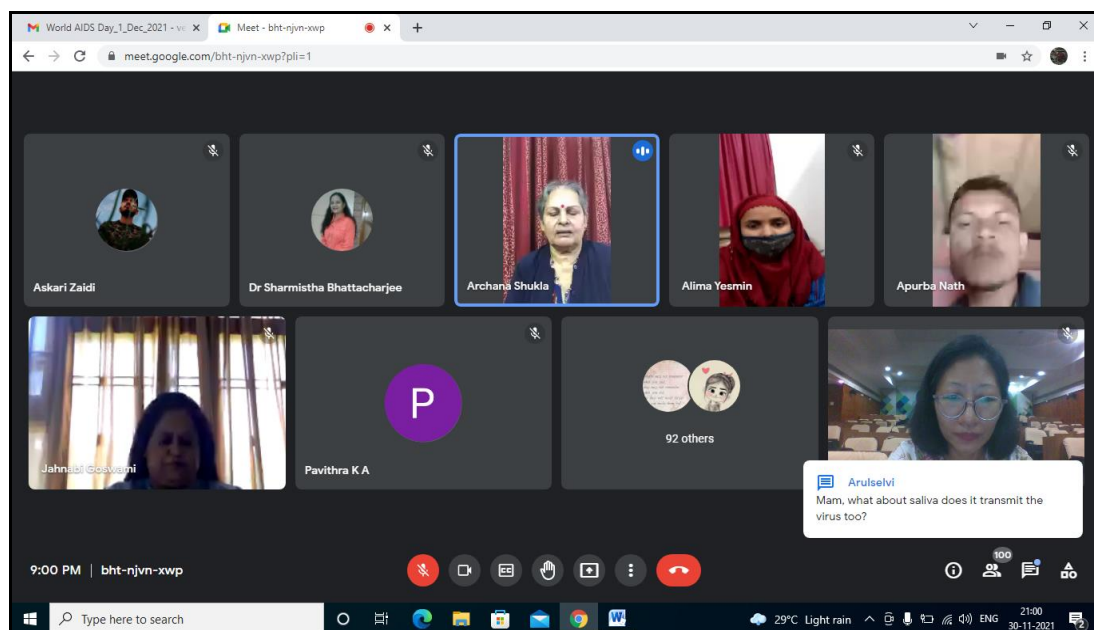 World AIDS Day_1_Dec_2021 - ve
Meet - bht-njvn-xwp
meet.google.com/bht-njvn-xwp?pli=1
Askari Zaidi
Dr Sharmistha Bhattacharjee
Archana Shukla
Alima Yesmin
Apurba Nath
Jahnabi Goswami
P
Pavithra K A
92 others
Arulselvi
Mam, what about saliva does it transmit the
virus too?
9:00 PM | bht-njvn-xwp
100
Type here to search
29°C Light rain
ENG
21:00
30-11-2021
2